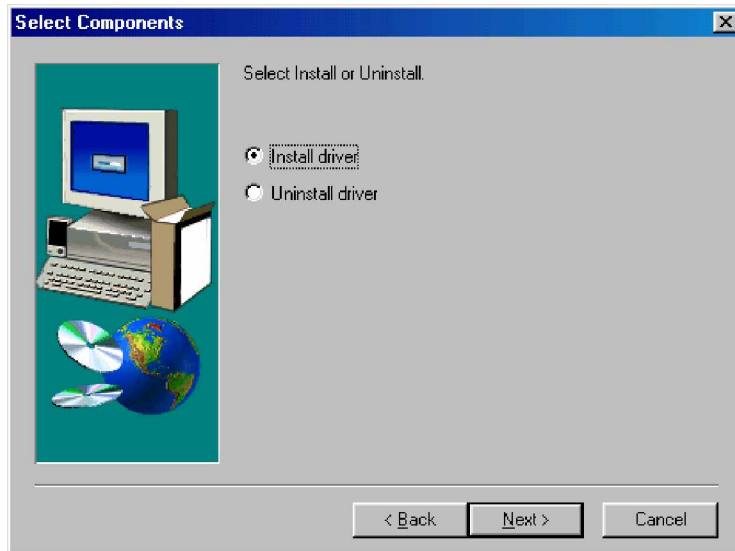 Select Components
Select Install or Uninstall.
Install driver
Uninstall driver
< Back
Next >
Cancel